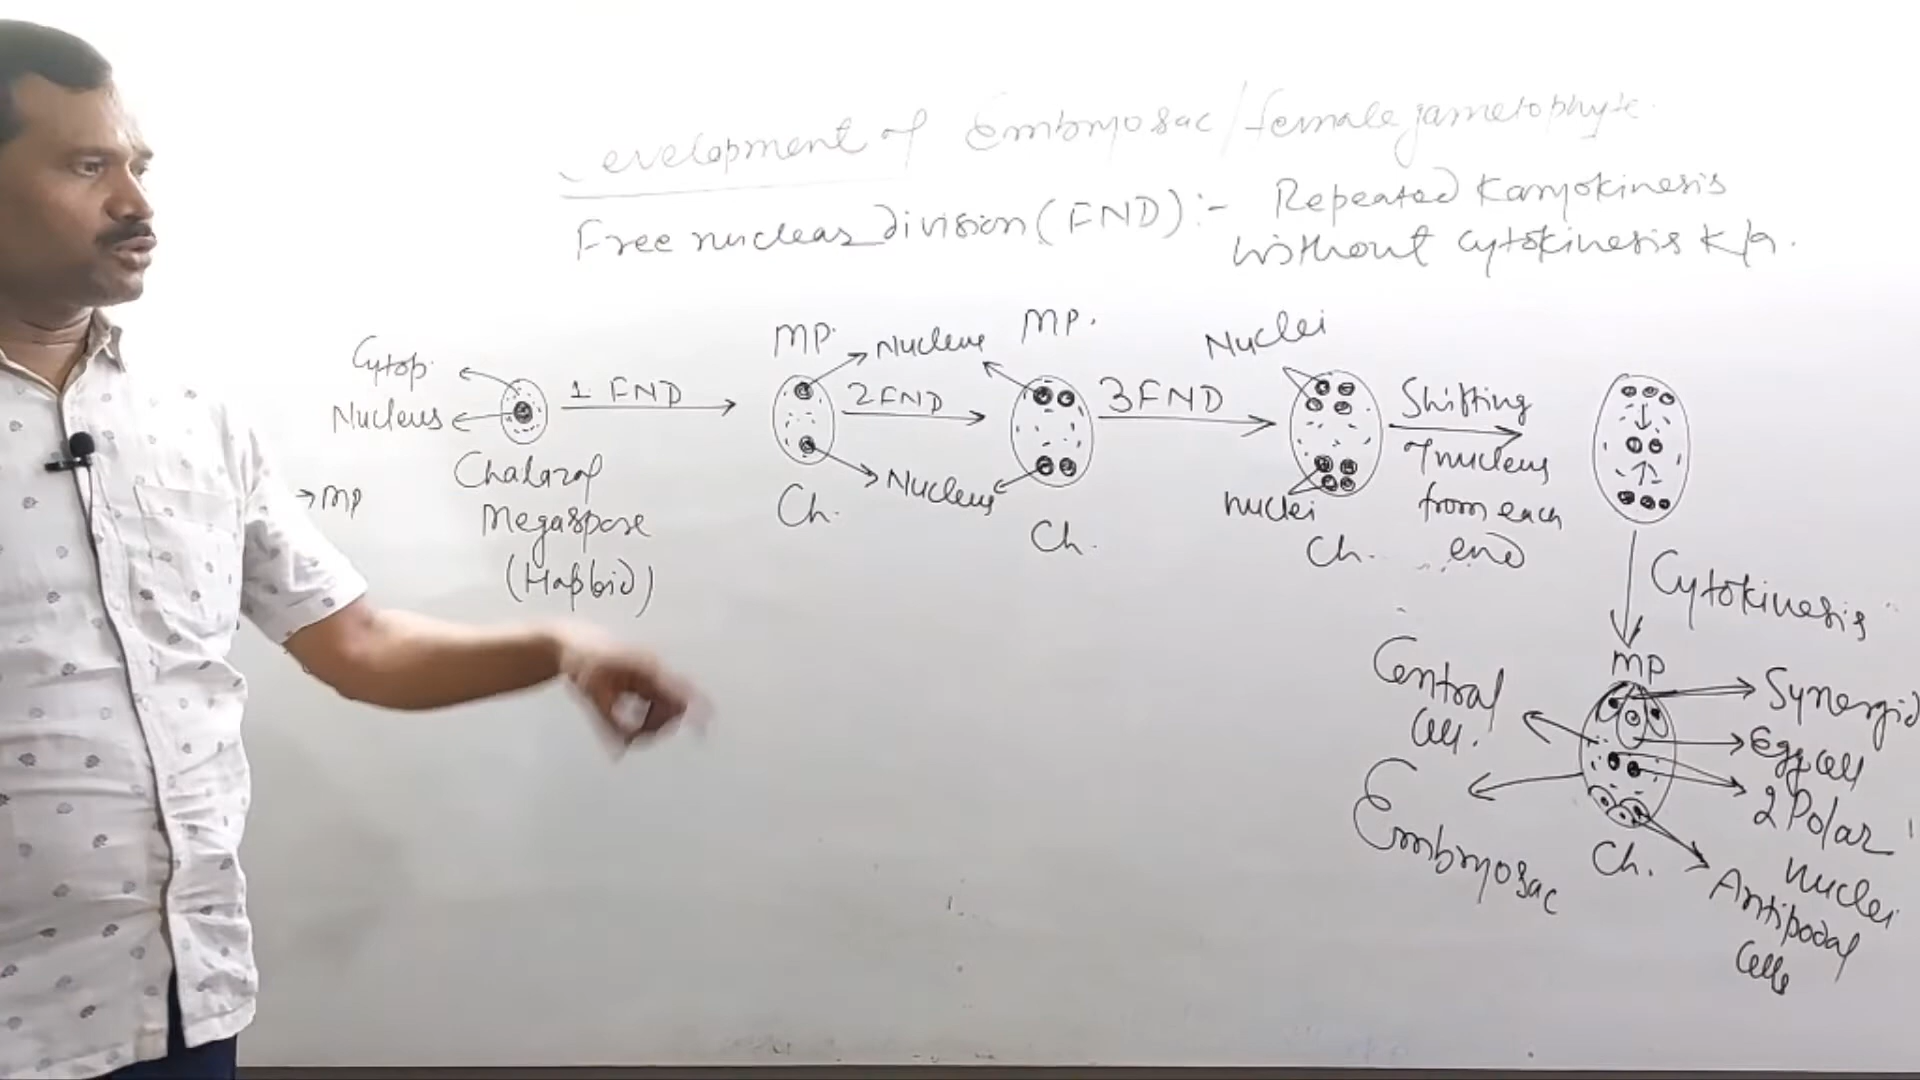 evelopment of Embryosac/female gametophyte.
Free nuclear division (FND):- Repeated Karyokinesis
without cytokinesis K/a.
Cytop.
Nucleus
Chalazal
Megaspore
(Haploid)
→ MP
1 FND
MP.
Nucleus
Nucleus
Ch.
2 FND
MP.
Ch.
3 FND
Nuclei
nuclei
Ch.
Shifting
of nucleus
from each
end
Cytokinesis
MP
Central
Cell.
Embryosac
Synergid
Egg cell
2 Polar
nuclei
Antipodal
Cells
Ch.